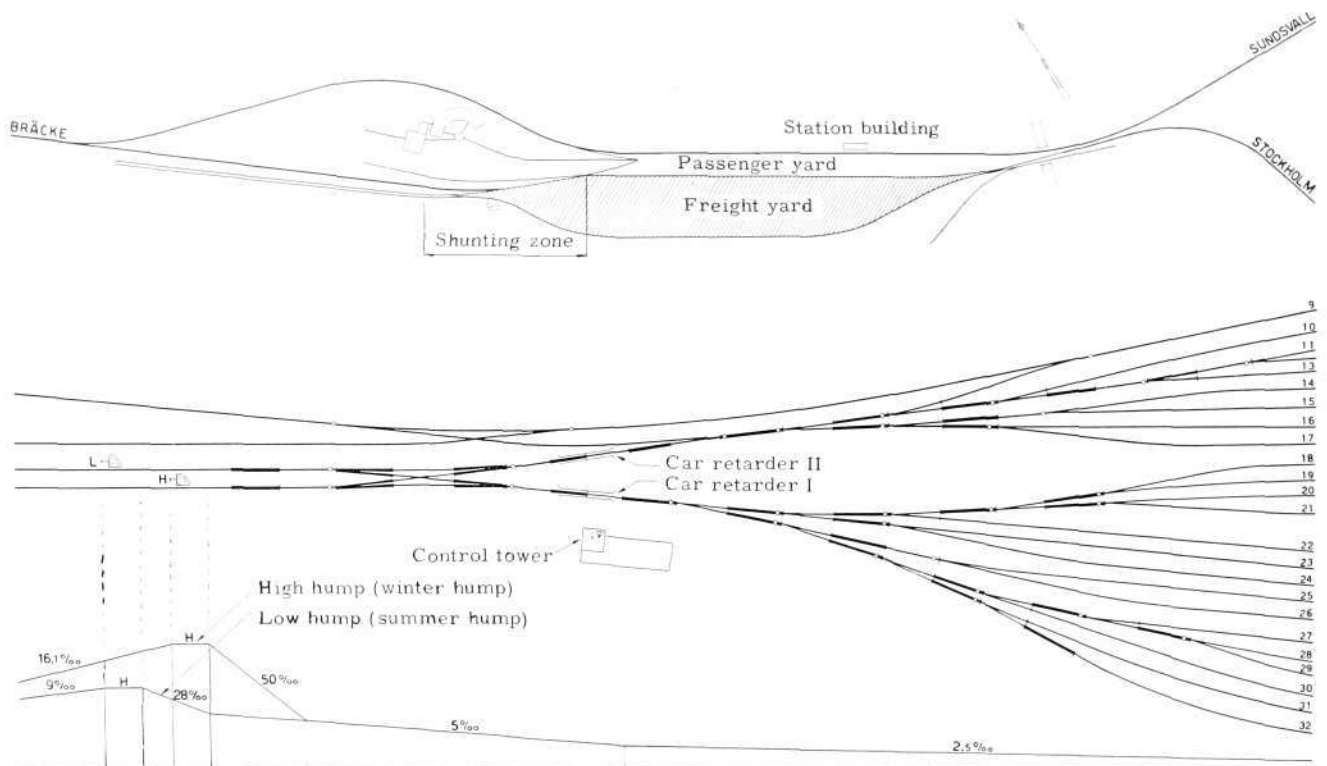 SUNDSVALL
BRÄCKE
Station building
Passenger yard
STOCKHOLM
Freight yard
Shunting zone
9
10
11
13
14
15
16
17
L
H
Car retarder II
Car retarder I
18
19
20
21
Control tower
22
23
24
25
26
High hump (winter hump)
Low hump (summer hump)
27
28
29
30
31
32
16,1‰
H
9‰
H
28‰
50‰
5‰
2.5‰